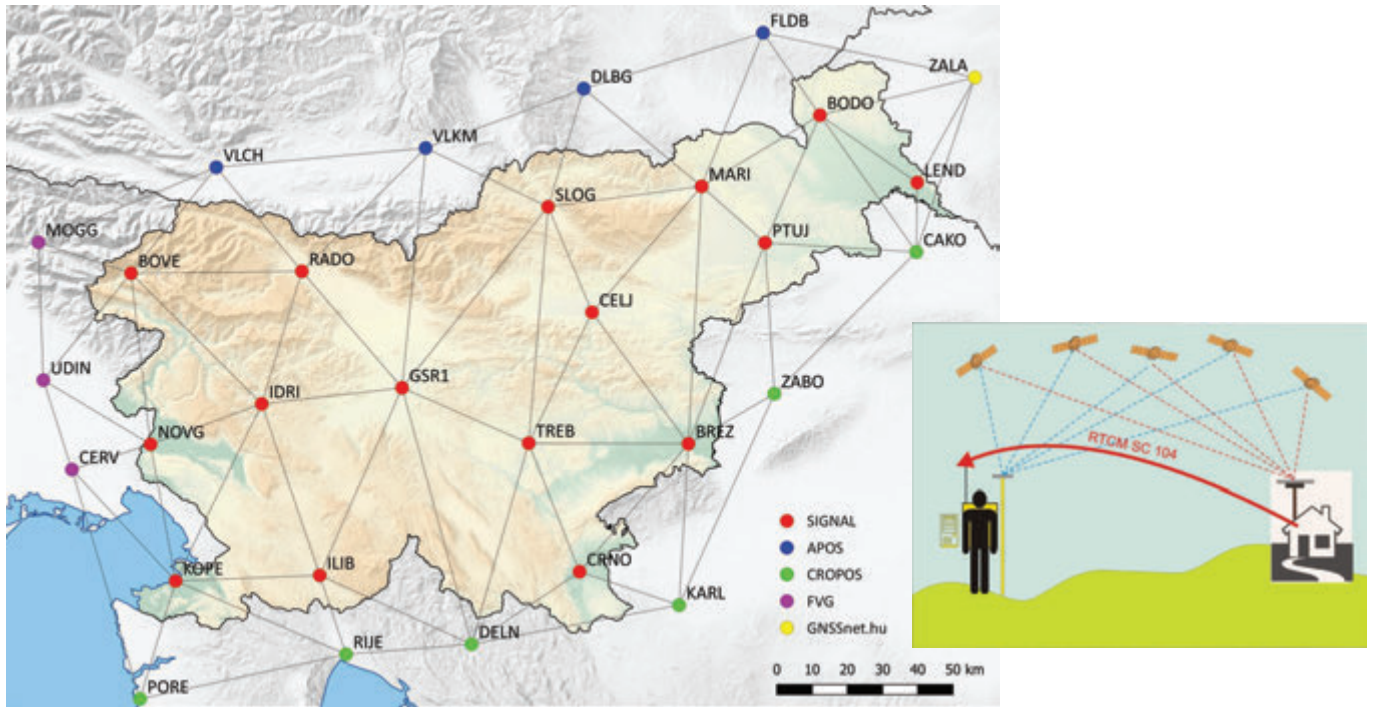 FLDB
ZALA
DLBG
BODO
VLKM
VLCH
LEND
MARI
SLOG
PTUJ
MOGG
CAKO
BOVE
RADO
CELJ
UDIN
GSR1
IDRI
ZABO
NOVG
TREB
BREZ
CERV
RTCM SC 104
SIGNAL
APOS
CROPOS
FVG
GNSSnet.hu
KOPE
ILIB
CRNO
KARL
DELN
RIJE
PORE
0 10 20 30 40 50 km